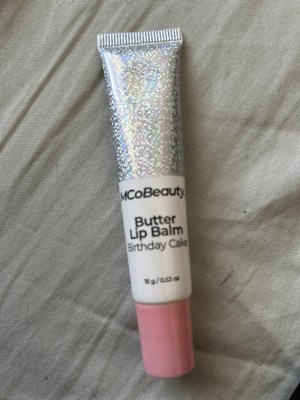 MCoBeauty
Butter
Lip Balm
Birthday Cake
15 g / 0.53 oz